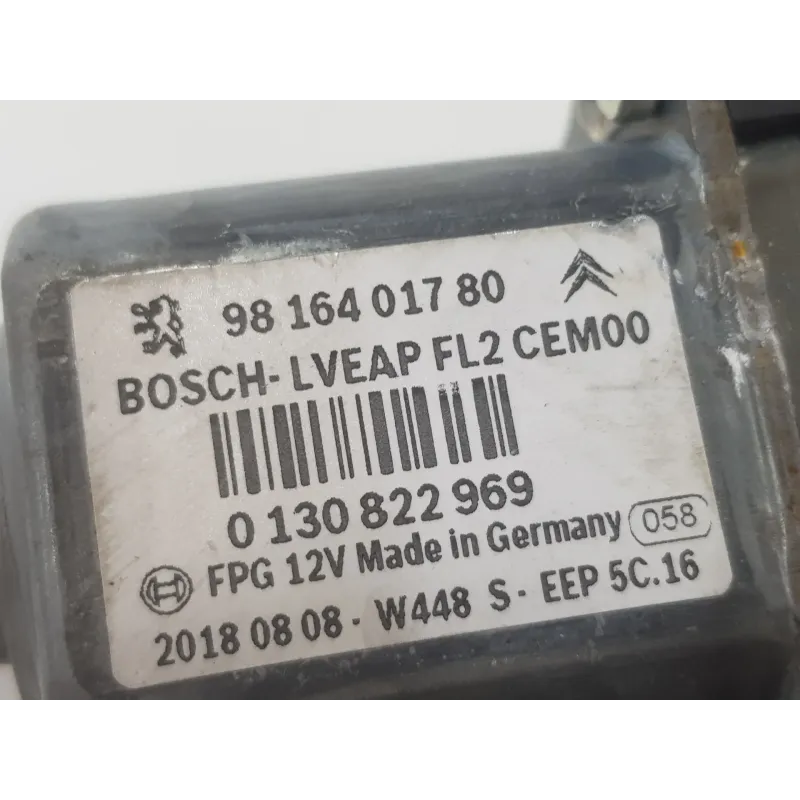 98 164 017 80
BOSCH- LVEAP FL2 CEM00
0 130 822 969
FPG 12V Made in Germany 058
2018 08 08 - W448 S - EEP 5C.16